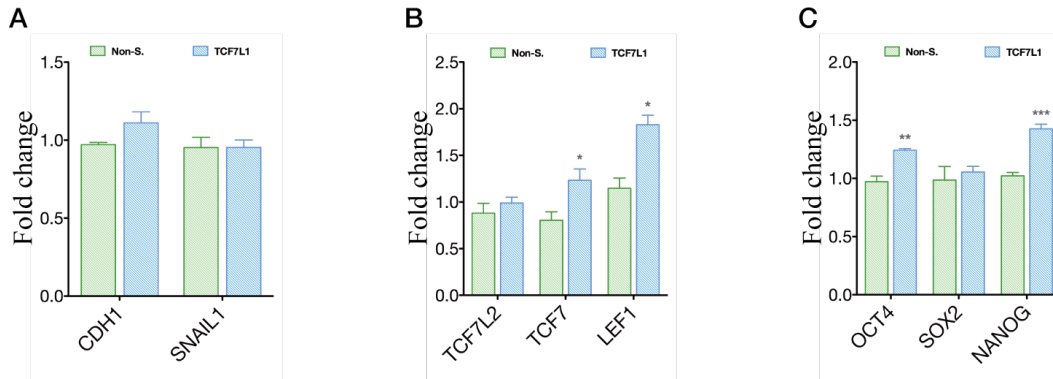 A
Non-S. TCF7L1
Fold change
1.5
1.0
0.5
0.0
CDH1 SNAIL1
B
Non-S. TCF7L1
Fold change
2.5
2.0
* 
1.5
*
1.0
0.5
0.0
TCF7L2 TCF7 LEF1
C
Non-S. TCF7L1
Fold change
2.0
***
1.5
**
1.0
0.5
0.0
OCT4 SOX2 NANOG